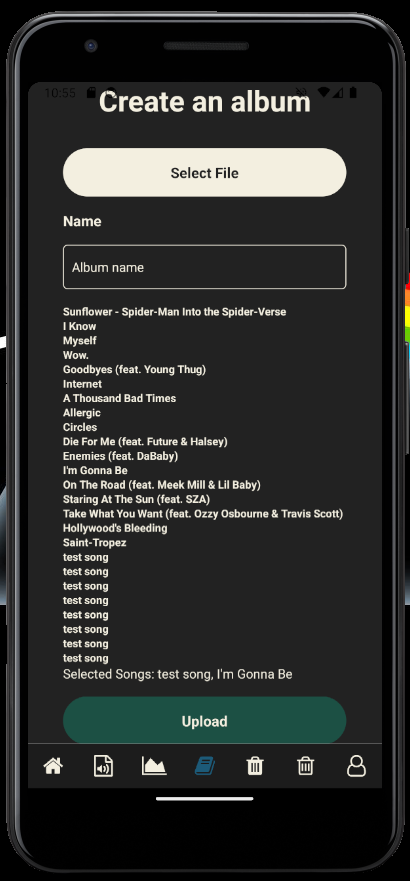 10:55
Create an album
Select File
Name
Album name
Sunflower - Spider-Man Into the Spider-Verse
I Know
Myself
Wow.
Goodbyes (feat. Young Thug)
Internet
A Thousand Bad Times
Allergic
Circles
Die For Me (feat. Future & Halsey)
Enemies (feat. DaBaby)
I'm Gonna Be
On The Road (feat. Meek Mill & Lil Baby)
Staring At The Sun (feat. SZA)
Take What You Want (feat. Ozzy Osbourne & Travis Scott)
Hollywood's Bleeding
Saint-Tropez
test song
test song
test song
test song
test song
test song
test song
test song
Selected Songs: test song, I'm Gonna Be
Upload